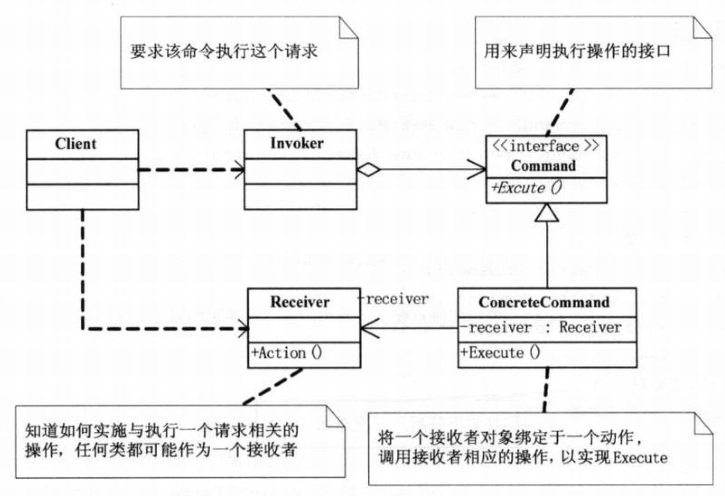 要求该命令执行这个请求
用来声明执行操作的接口
Client
Invoker
<<interface >>
Command
+Excute ()
Receiver
+Action ()
-receiver
ConcreteCommand
-receiver : Receiver
+Execute ()
知道如何实施与执行一个请求相关的
操作，任何类都可能作为一个接收者
将一个接收者对象绑定于一个动作，
调用接收者相应的操作，以实现Execute